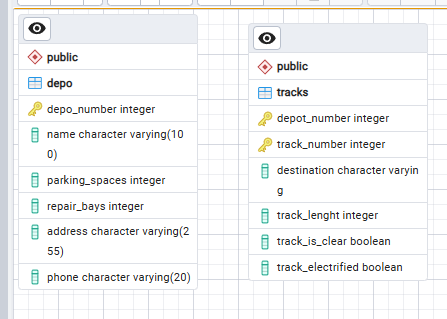 public
depo
depo_number integer
name character varying(10
0)
parking_spaces integer
repair_bays integer
address character varying(2
55)
phone character varying(20)
public
tracks
depot_number integer
track_number integer
destination character varyin
g
track_lenght integer
track_is_clear boolean
track_electrified boolean